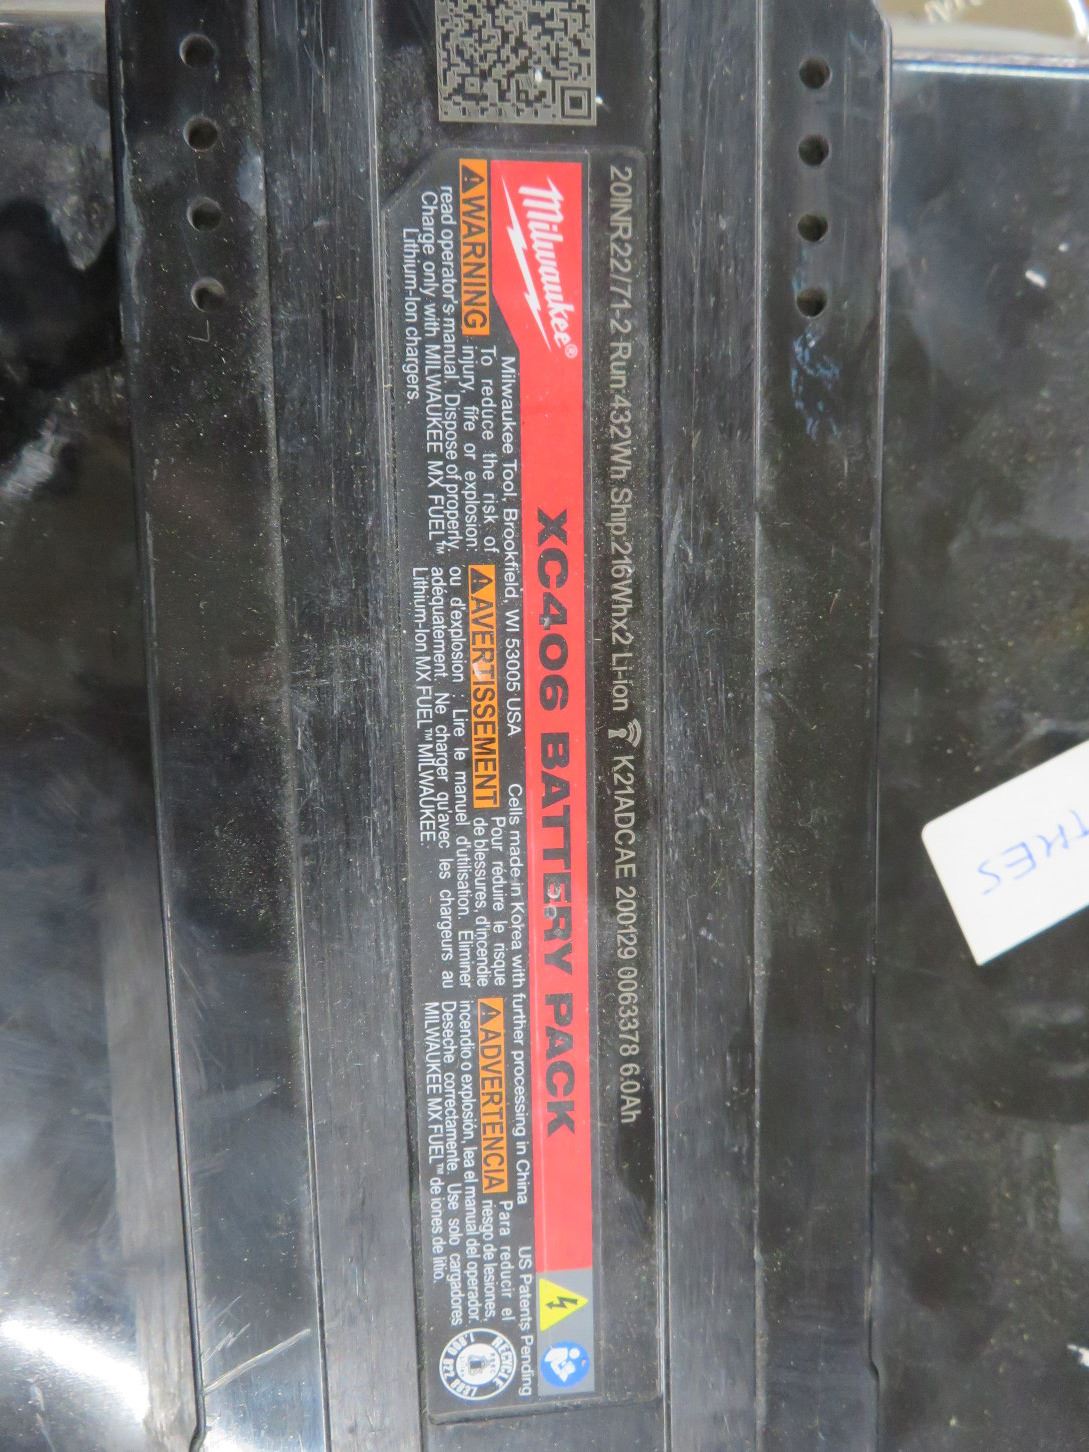 20INR22/71-2 Run:432Wh Ship:216Whx2 Li-ion K21ADCAE 200129 0063378 6.0Ah
Milwaukee®
XC406 BATTERY PACK
Milwaukee Tool, Brookfield, WI 53005 USA Cells made in Korea with further processing in China US Patents Pending
WARNING To reduce the risk of
injury, fire or explosion:
read operator's manual. Dispose of properly.
Charge only with MILWAUKEE MX FUEL™
Lithium-Ion chargers.
AVERTISSEMENT Pour réduire le risque
de blessures, d'incendie
ou d'explosion : Lire le manuel d'utilisation. Éliminer
adéquatement. Ne charger qu'avec les chargeurs au
Lithium-Ion MX FUEL™ MILWAUKEE.
ADVERTENCIA Para reducir el
riesgo de lesiones,
incendio o explosión, lea el manual del operador.
Deseche correctamente. Use solo cargadores
MILWAUKEE MX FUEL™ de iones de litio.
RECYCLE
1.800.822.8837